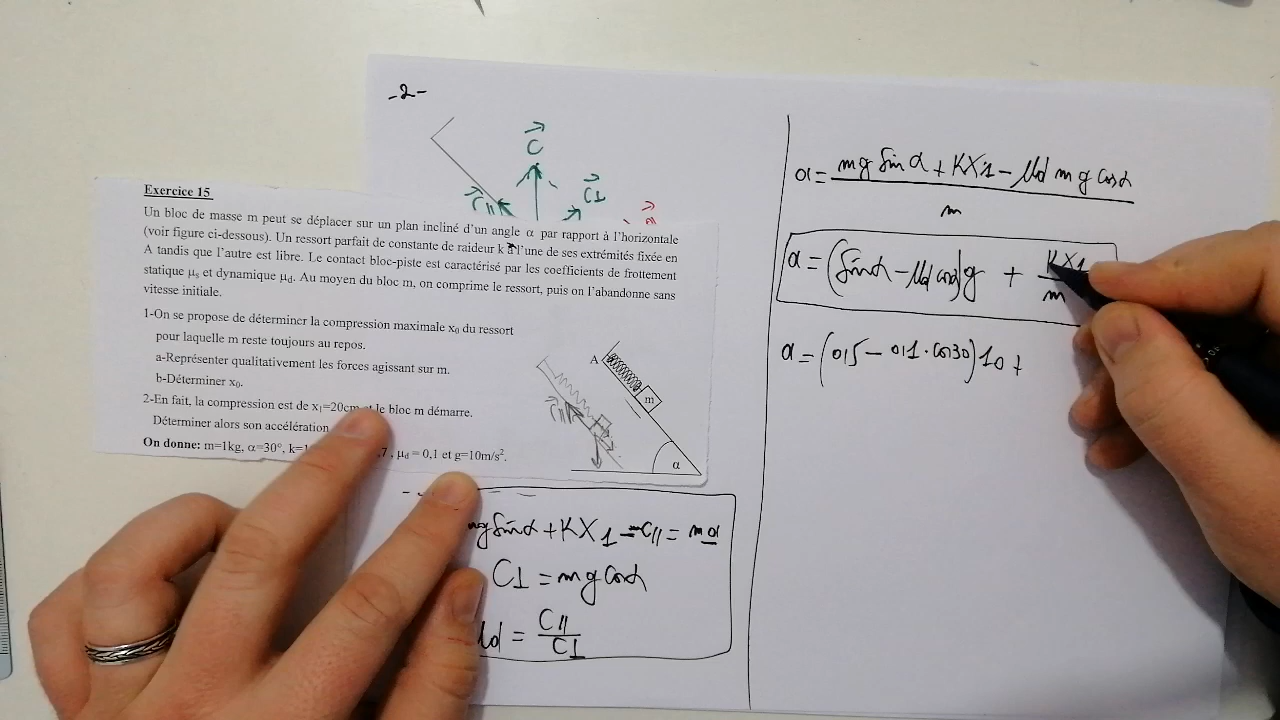 -2-
C
C⊥
C//
Exercice 15
Un bloc de masse m peut se déplacer sur un plan incliné d'un angle α par rapport à l'horizontale
(voir figure ci-dessous). Un ressort parfait de constante de raideur k a l'une de ses extrémités fixée en
A tandis que l'autre est libre. Le contact bloc-piste est caractérisé par les coefficients de frottement
statique μs et dynamique μd. Au moyen du bloc m, on comprime le ressort, puis on l'abandonne sans
vitesse initiale.
1-On se propose de déterminer la compression maximale x0 du ressort
pour laquelle m reste toujours au repos.
a-Représenter qualitativement les forces agissant sur m.
b-Déterminer x0.
2-En fait, la compression est de x1=20cm et le bloc m démarre.
Déterminer alors son accélération
On donne: m=1kg, α=30°, k=1 ,7 , μd = 0,1 et g=10m/s².
A
m
C//
α
mg sin α + KX1 - C// = ma
C⊥ = mg cos α
μd = C// / C⊥
a = (mg sin α + KX1 - μd mg cos α) / m
a = (sin α - μd cos α)g + KX1 / m
a = (0,5 - 0,1 · cos30)10 +